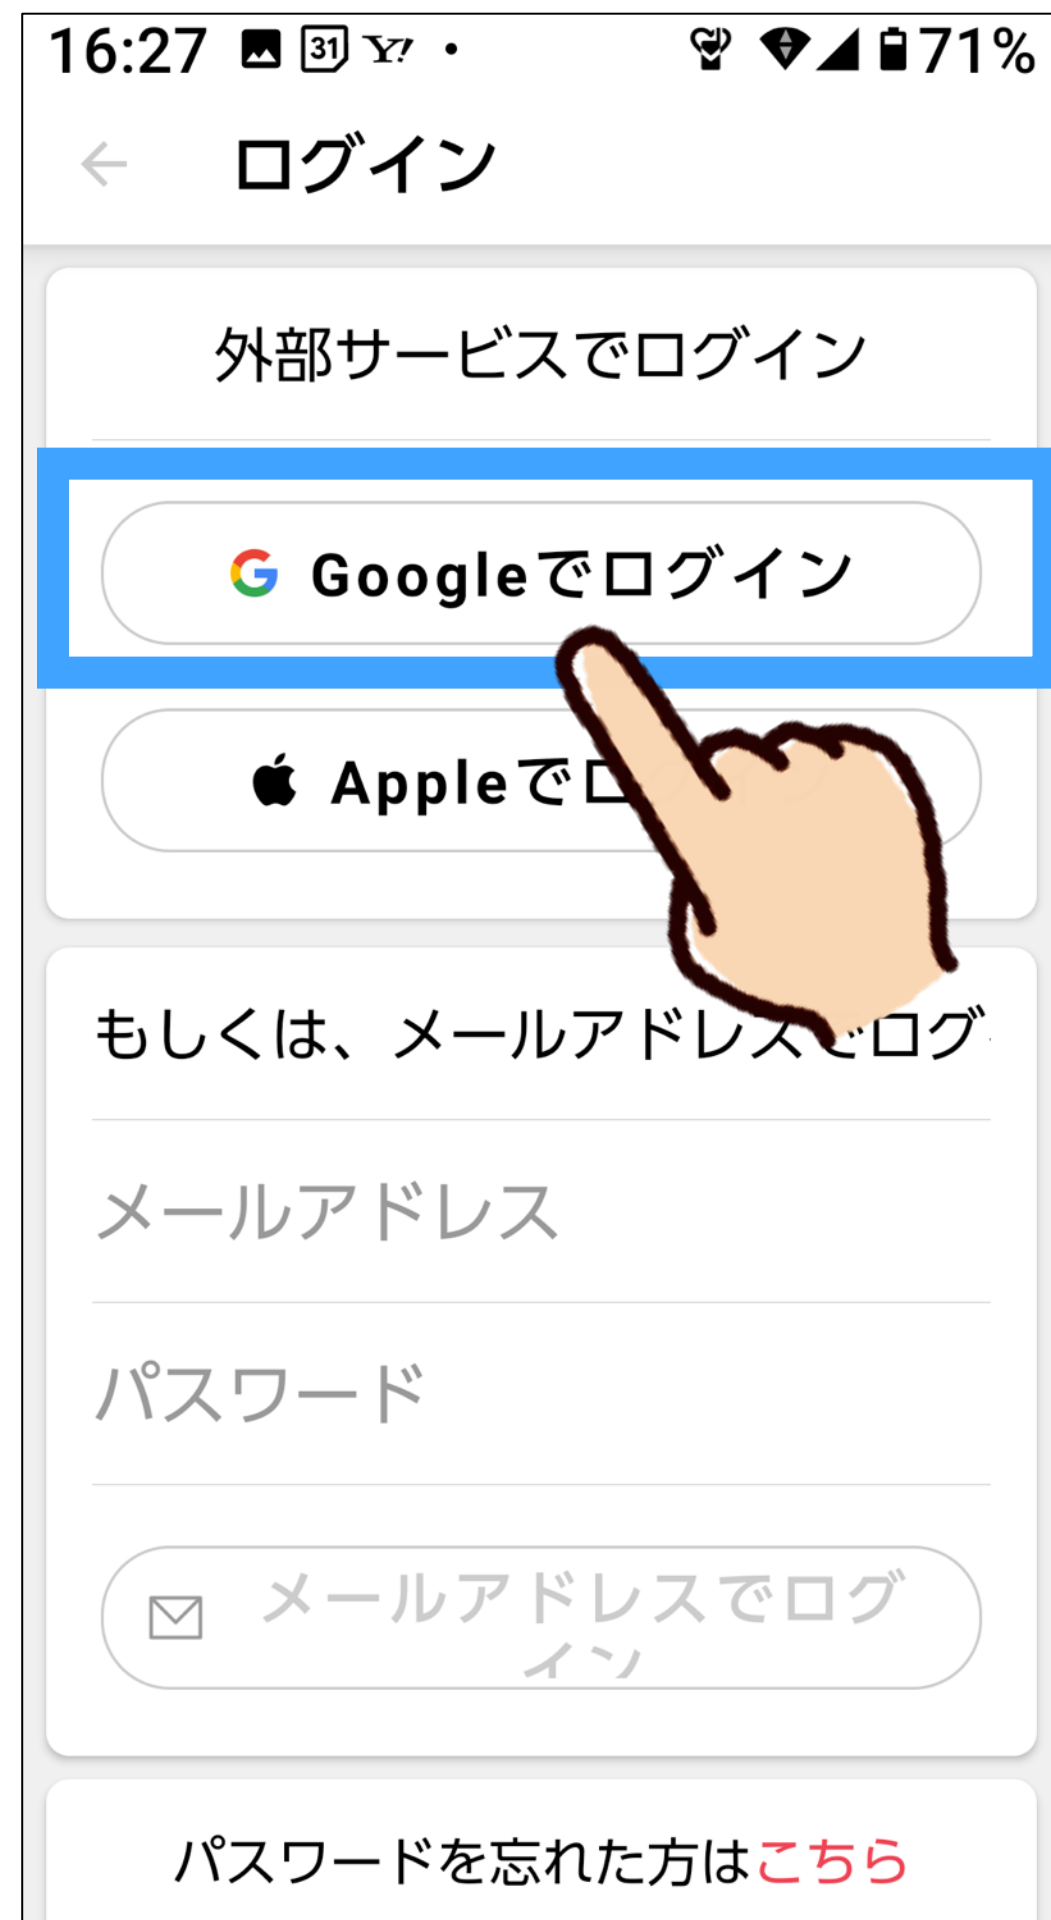 16:27 31 Y! 71%
ログイン
外部サービスでログイン
Googleでログイン
Appleでロ
もしくは、メールアドレスでログ
メールアドレス
パスワード
メールアドレスでログ
イン
パスワードを忘れた方はこちら